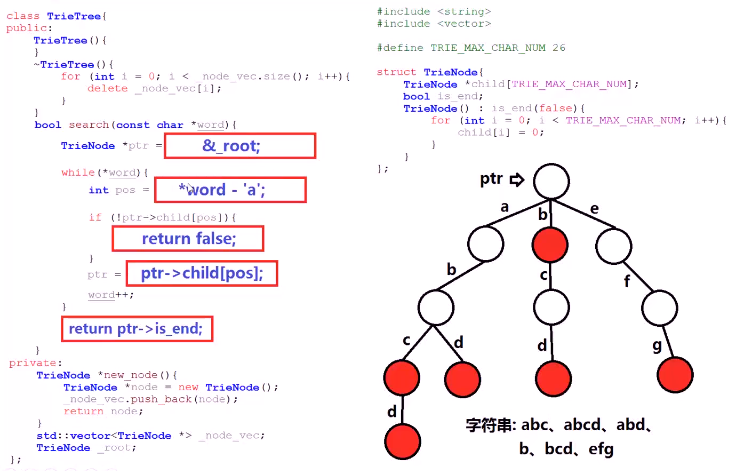 class TrieTree{
public:
TrieTree(){
}
~TrieTree(){
for (int i = 0; i < _node_vec.size(); i++){
delete _node_vec[i];
}
}
bool search(const char *word){
TrieNode *ptr = &_root;
while(*word){
int pos = *word - 'a';
if (!ptr->child[pos]){
return false;
}
ptr = ptr->child[pos];
word++;
}
return ptr->is_end;
}
private:
TrieNode *new_node(){
TrieNode *node = new TrieNode();
_node_vec.push_back(node);
return node;
}
std::vector<TrieNode *> _node_vec;
TrieNode _root;
};
#include <string>
#include <vector>
#define TRIE_MAX_CHAR_NUM 26
struct TrieNode{
TrieNode *child[TRIE_MAX_CHAR_NUM];
bool is_end;
TrieNode() : is_end(false){
for (int i = 0; i < TRIE_MAX_CHAR_NUM; i++){
child[i] = 0;
}
}
};
ptr ⇨
a b e
b c f
c d d g
d
字符串: abc、abcd、abd、
b、bcd、efg